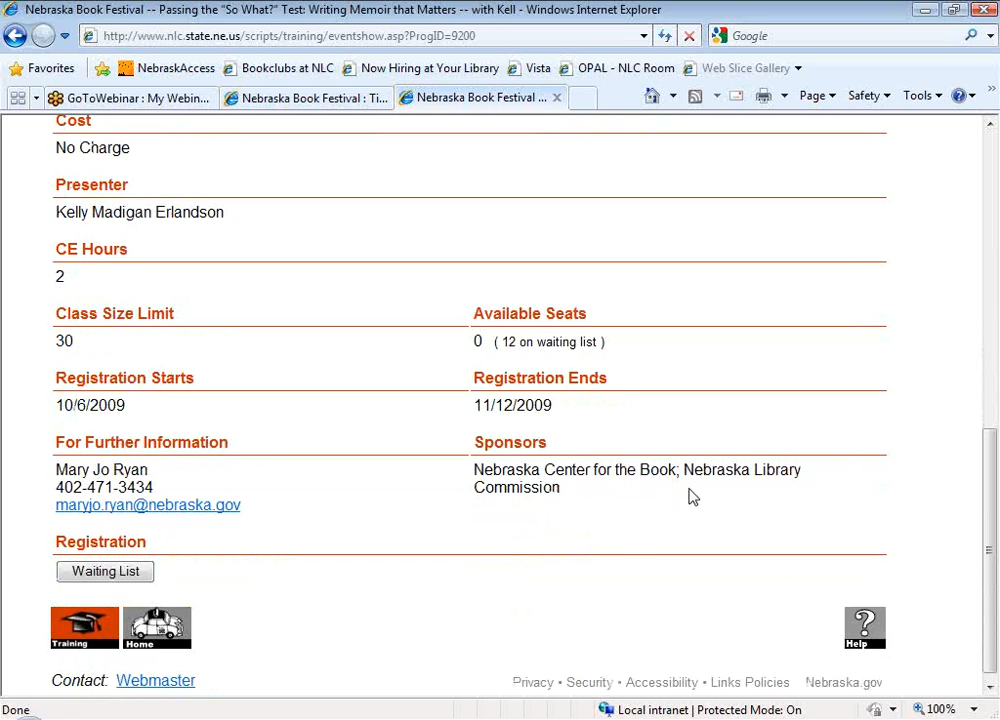 Nebraska Book Festival -- Passing the "So What?" Test: Writing Memoir that Matters -- with Kell - Windows Internet Explorer
http://www.nlc.state.ne.us/scripts/training/eventshow.asp?ProgID=9200
Google
Favorites NebraskAccess Bookclubs at NLC Now Hiring at Your Library Vista OPAL - NLC Room Web Slice Gallery
GoToWebinar : My Webin... Nebraska Book Festival : Ti... Nebraska Book Festival ... Page Safety Tools
Cost
No Charge
Presenter
Kelly Madigan Erlandson
CE Hours
2
Class Size Limit Available Seats
30 0 ( 12 on waiting list )
Registration Starts Registration Ends
10/6/2009 11/12/2009
For Further Information Sponsors
Mary Jo Ryan Nebraska Center for the Book; Nebraska Library
402-471-3434 Commission
maryjo.ryan@nebraska.gov
Registration
Waiting List
Training Home Help
Contact: Webmaster Privacy • Security • Accessibility • Links Policies Nebraska.gov
Done Local intranet | Protected Mode: On 100%